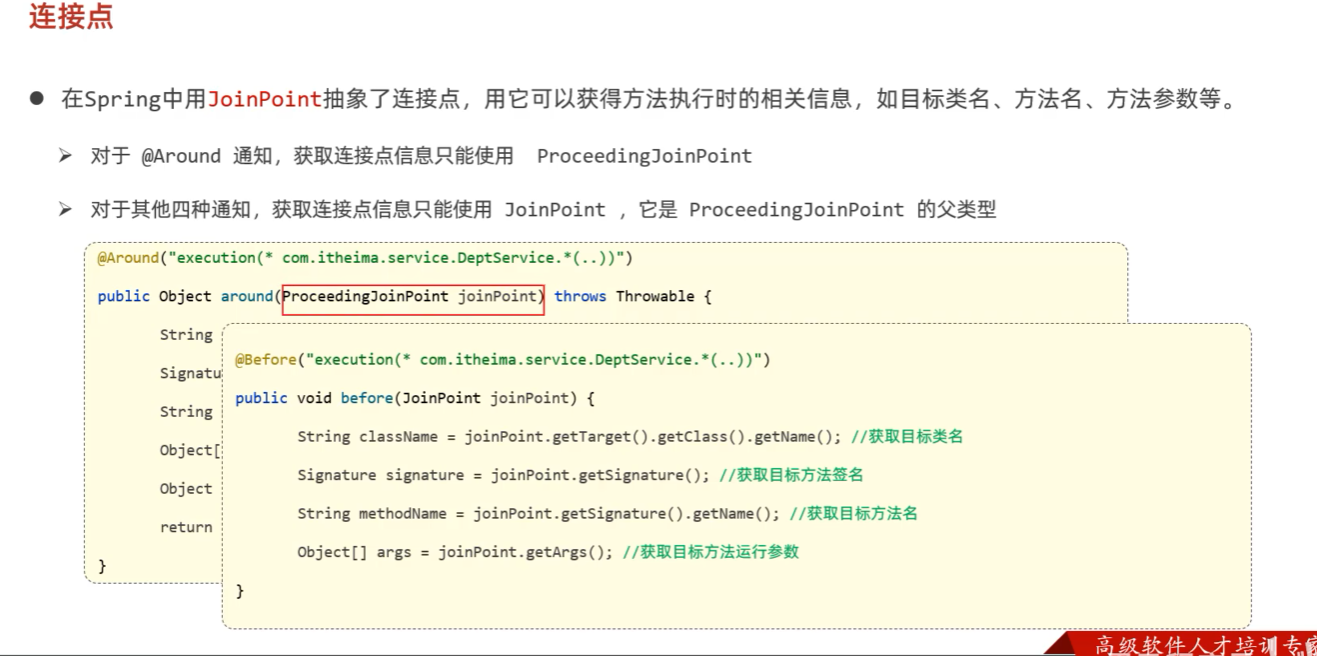 连接点
● 在Spring中用JoinPoint抽象了连接点，用它可以获得方法执行时的相关信息，如目标类名、方法名、方法参数等。
➢ 对于 @Around 通知，获取连接点信息只能使用 ProceedingJoinPoint
➢ 对于其他四种通知，获取连接点信息只能使用 JoinPoint ，它是 ProceedingJoinPoint 的父类型
@Around("execution(* com.itheima.service.DeptService.*(..))")
public Object around(ProceedingJoinPoint joinPoint) throws Throwable {
String
Signatu
String
Object[
Object
return
}
@Before("execution(* com.itheima.service.DeptService.*(..))")
public void before(JoinPoint joinPoint) {
String className = joinPoint.getTarget().getClass().getName(); //获取目标类名
Signature signature = joinPoint.getSignature(); //获取目标方法签名
String methodName = joinPoint.getSignature().getName(); //获取目标方法名
Object[] args = joinPoint.getArgs(); //获取目标方法运行参数
}
高级软件人才培训专家